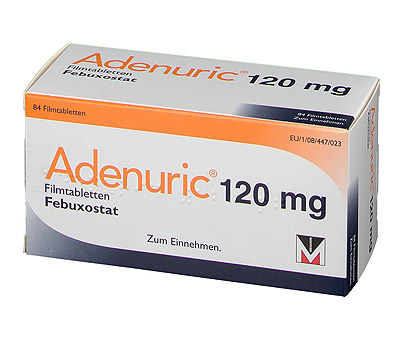 Adenuric® 120 mg
Filmtabletten
Febuxostat
84 Filmtabletten
Zum Einnehmen.
84 Filmtabletten
EU/1/08/447/023
Adenuric® 120 mg
Filmtabletten
Febuxostat
Zum Einnehmen.